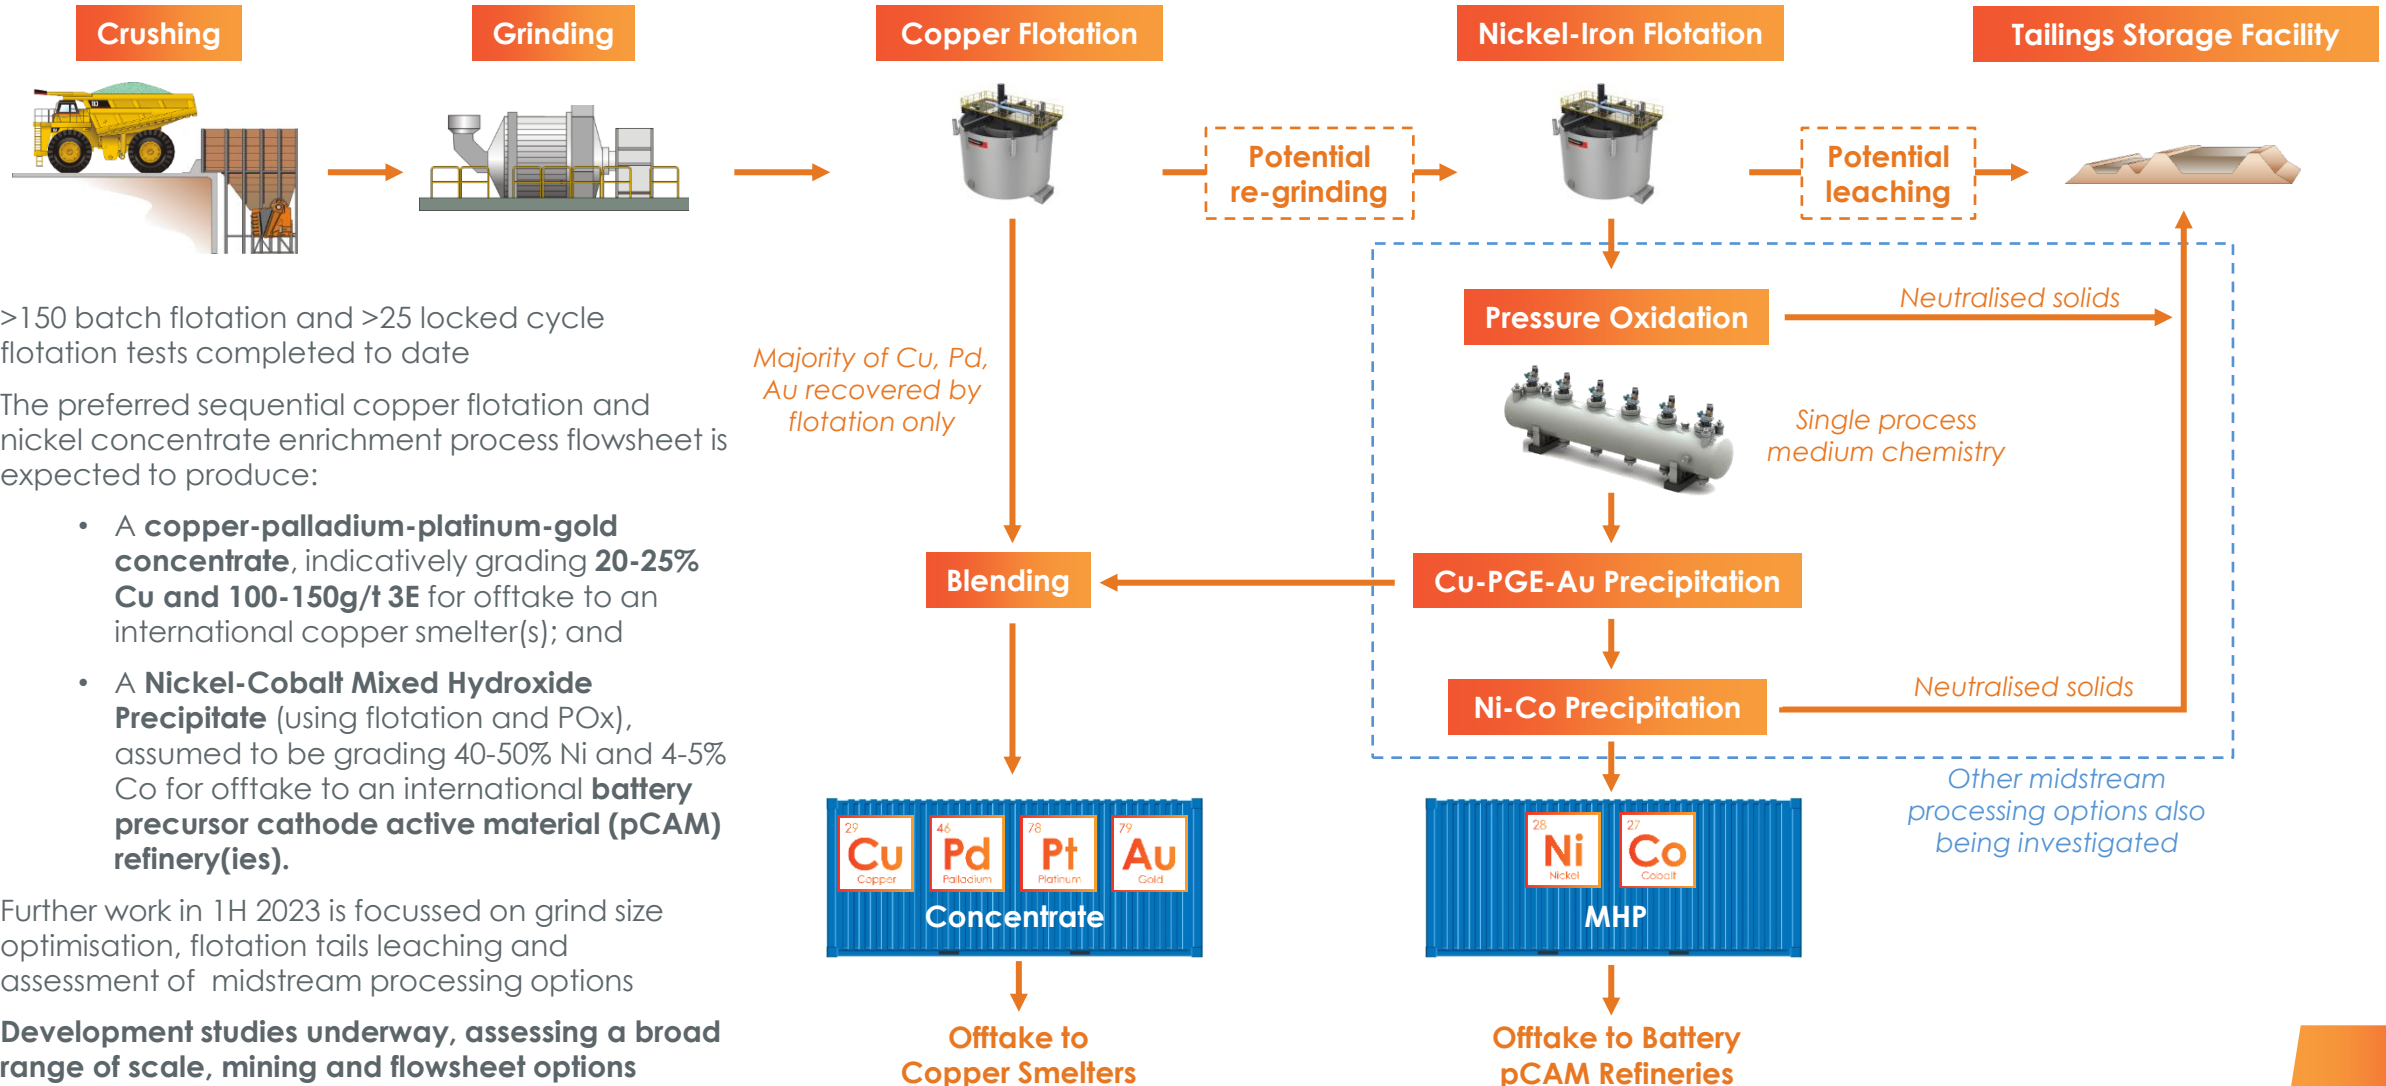 Crushing
Grinding
Copper Flotation
Nickel-Iron Flotation
Tailings Storage Facility
Potential
re-grinding
Potential
leaching
>150 batch flotation and >25 locked cycle
flotation tests completed to date
The preferred sequential copper flotation and
nickel concentrate enrichment process flowsheet is
expected to produce:
• A copper-palladium-platinum-gold
concentrate, indicatively grading 20-25%
Cu and 100-150g/t 3E for offtake to an
international copper smelter(s); and
• A Nickel-Cobalt Mixed Hydroxide
Precipitate (using flotation and POx),
assumed to be grading 40-50% Ni and 4-5%
Co for offtake to an international battery
precursor cathode active material (pCAM)
refinery(ies).
Further work in 1H 2023 is focussed on grind size
optimisation, flotation tails leaching and
assessment of midstream processing options
Development studies underway, assessing a broad
range of scale, mining and flowsheet options
Majority of Cu, Pd,
Au recovered by
flotation only
Pressure Oxidation
Neutralised solids
Single process
medium chemistry
Blending
Cu-PGE-Au Precipitation
Ni-Co Precipitation
Neutralised solids
Other midstream
processing options also
being investigated
29
Cu
Copper
46
Pd
Palladium
78
Pt
Platinum
79
Au
Gold
Concentrate
28
Ni
Nickel
27
Co
Cobalt
MHP
Offtake to
Copper Smelters
Offtake to Battery
pCAM Refineries